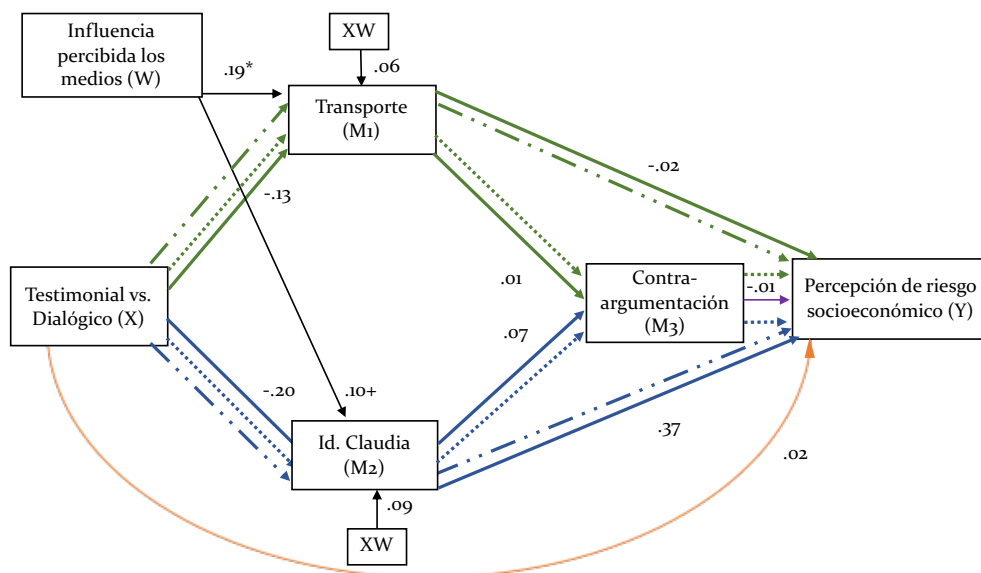 Influencia
percibida los
medios (W)
XW
.19*
.06
Transporte
(M1)
-.13
-.02
Testimonial vs.
Dialógico (X)
.01
Contra-
argumentación
(M3)
-.01
Percepción de riesgo
socioeconómico (Y)
.07
-.20
.10+
.37
.02
Id. Claudia
(M2)
.09
XW